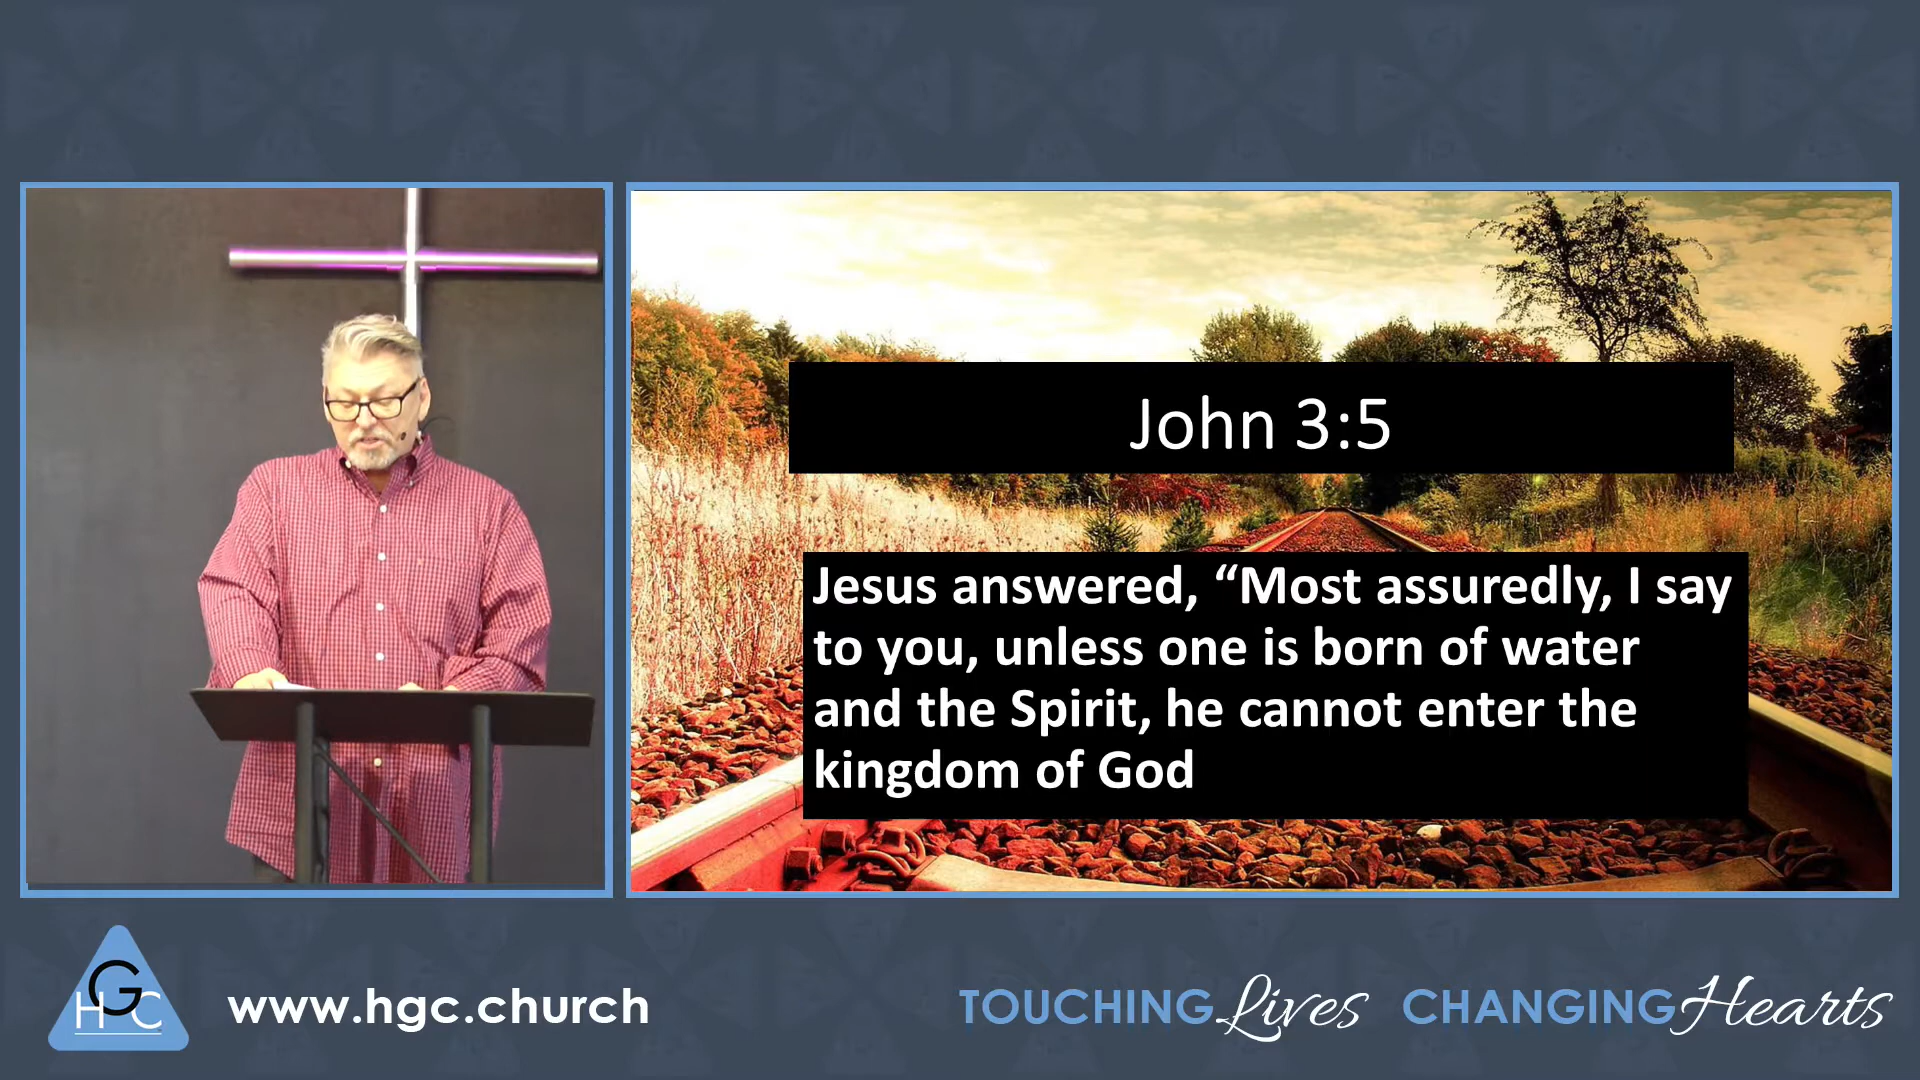 John 3:5
Jesus answered, “Most assuredly, I say
to you, unless one is born of water
and the Spirit, he cannot enter the
kingdom of God
HGC
www.hgc.church
TOUCHING Lives CHANGING Hearts